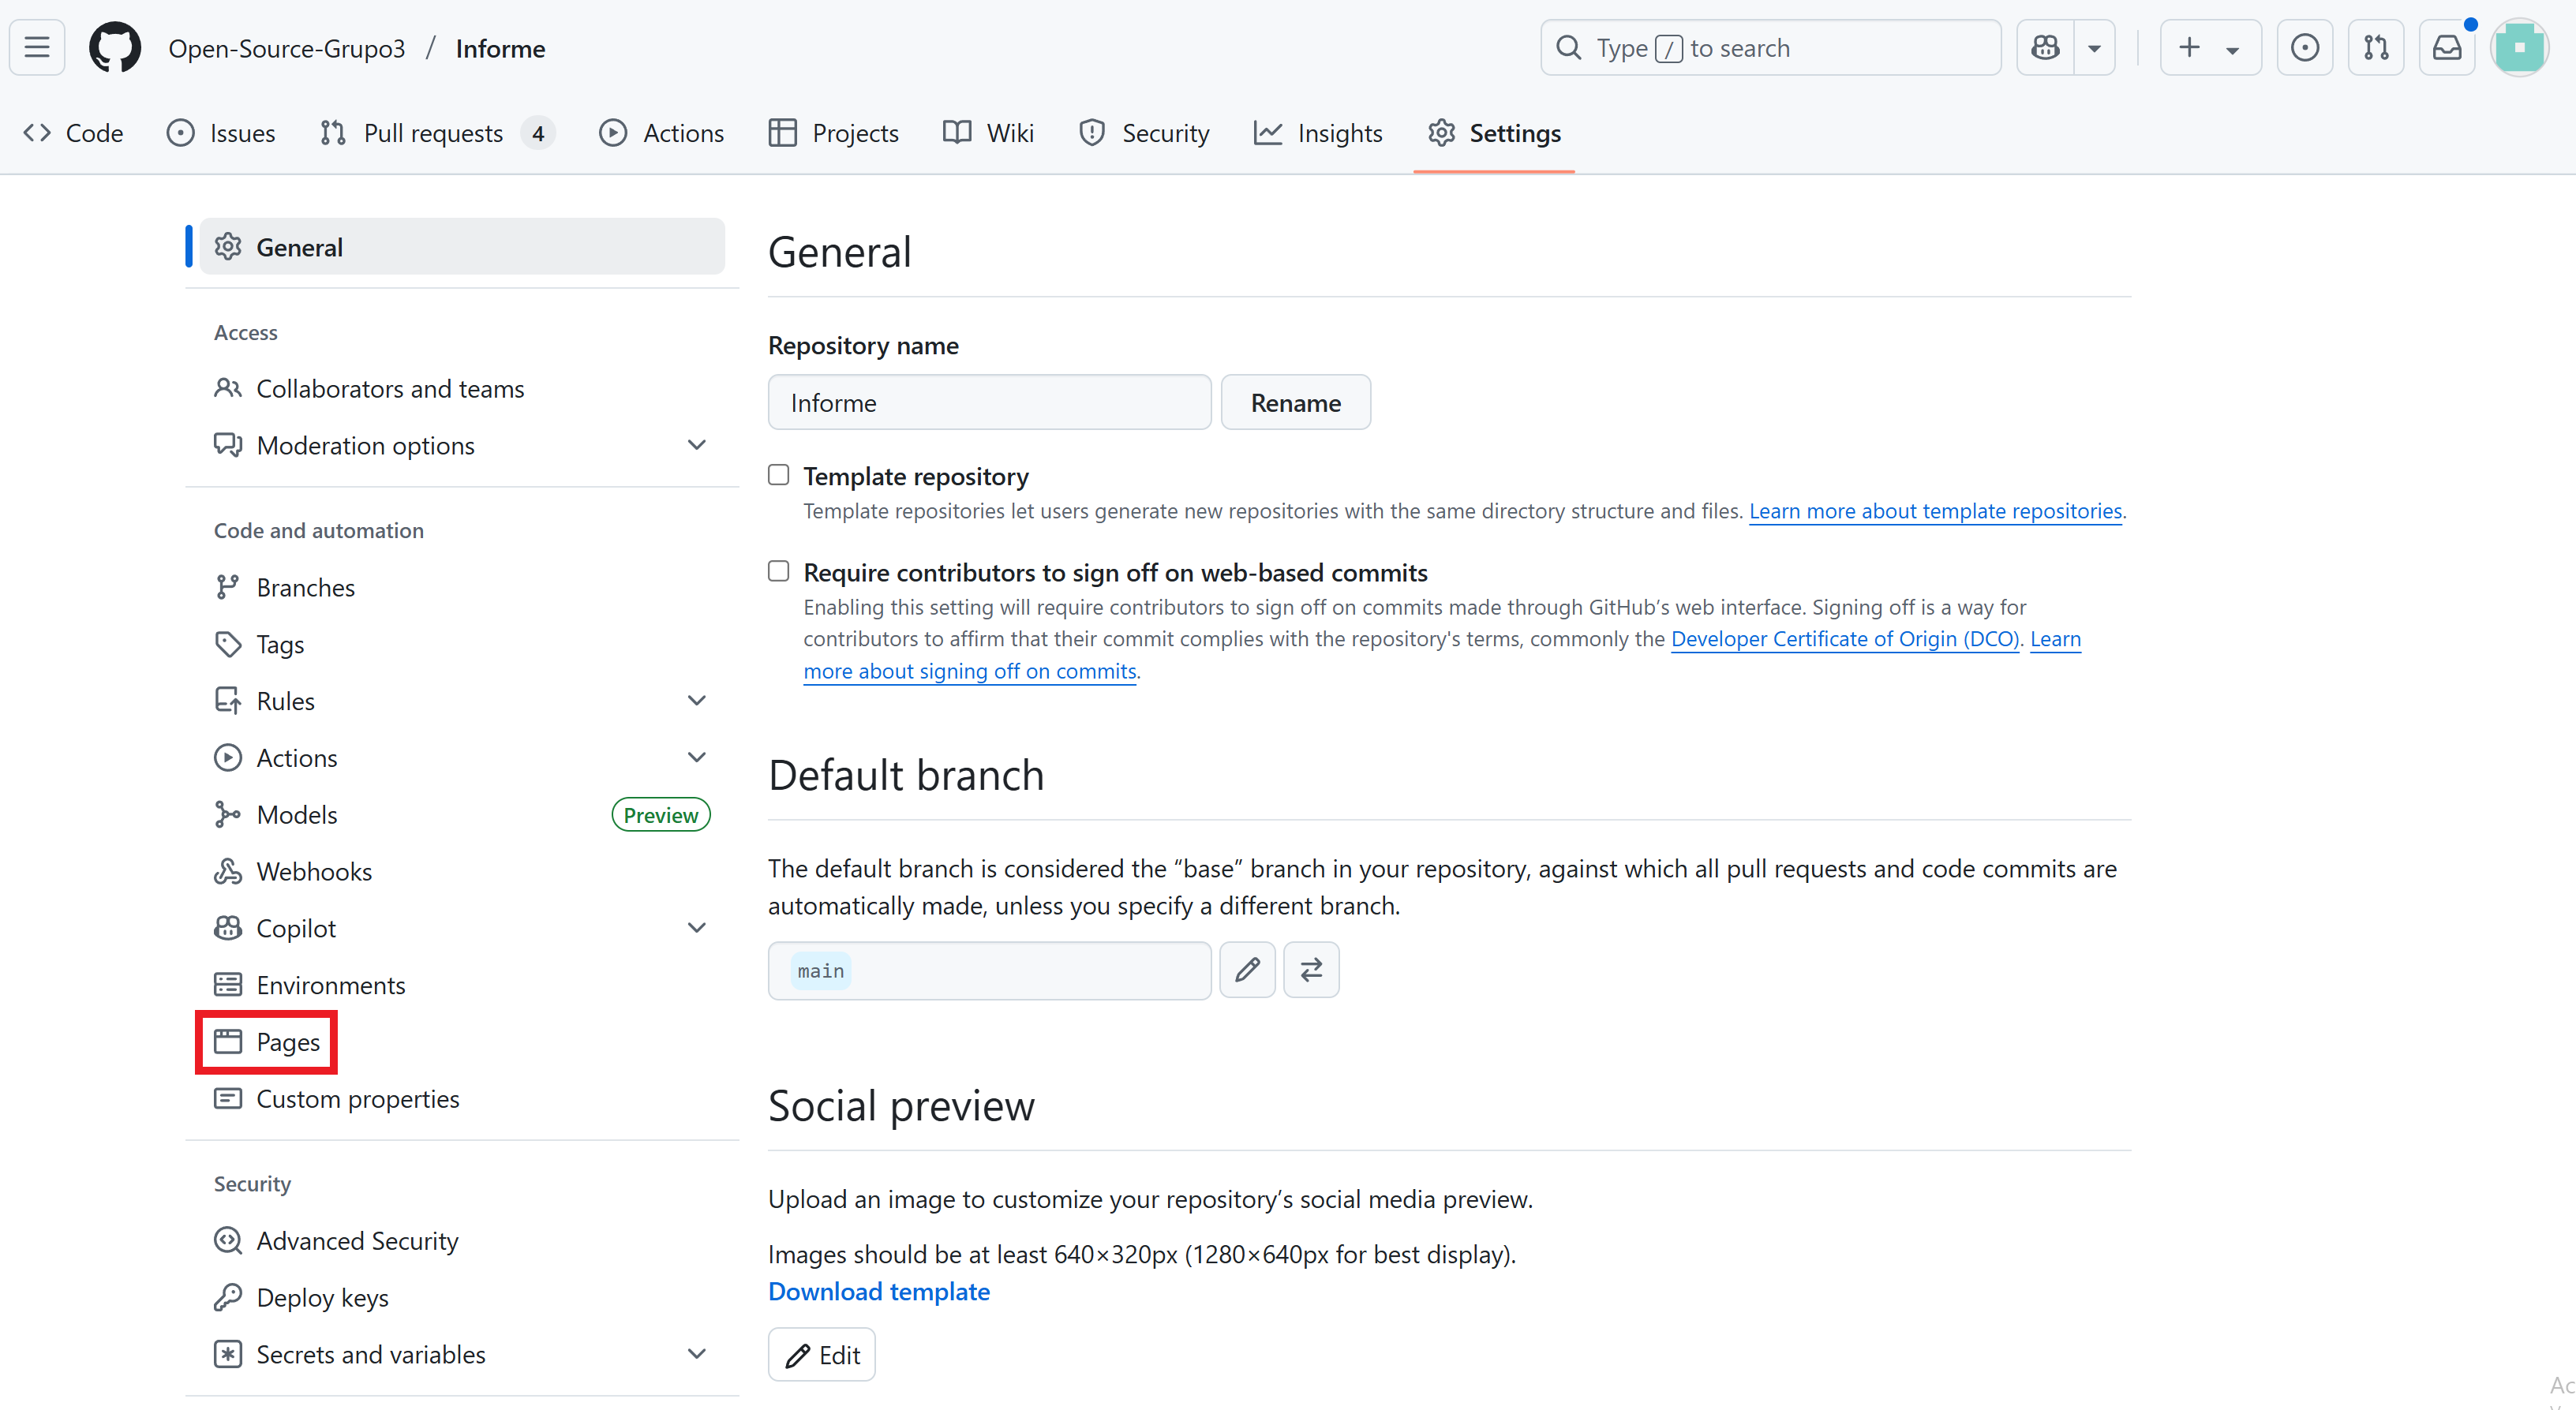 Open-Source-Grupo3 / Informe
Type / to search
Code Issues Pull requests 4 Actions Projects Wiki Security Insights Settings
General
Access
Collaborators and teams
Moderation options
Code and automation
Branches
Tags
Rules
Actions
Models Preview
Webhooks
Copilot
Environments
Pages
Custom properties
Security
Advanced Security
Deploy keys
Secrets and variables
General
Repository name
Informe Rename
Template repository
Template repositories let users generate new repositories with the same directory structure and files. Learn more about template repositories.
Require contributors to sign off on web-based commits
Enabling this setting will require contributors to sign off on commits made through GitHub’s web interface. Signing off is a way for
contributors to affirm that their commit complies with the repository's terms, commonly the Developer Certificate of Origin (DCO). Learn
more about signing off on commits.
Default branch
The default branch is considered the “base” branch in your repository, against which all pull requests and code commits are
automatically made, unless you specify a different branch.
main
Social preview
Upload an image to customize your repository’s social media preview.
Images should be at least 640×320px (1280×640px for best display).
Download template
Edit
Ac